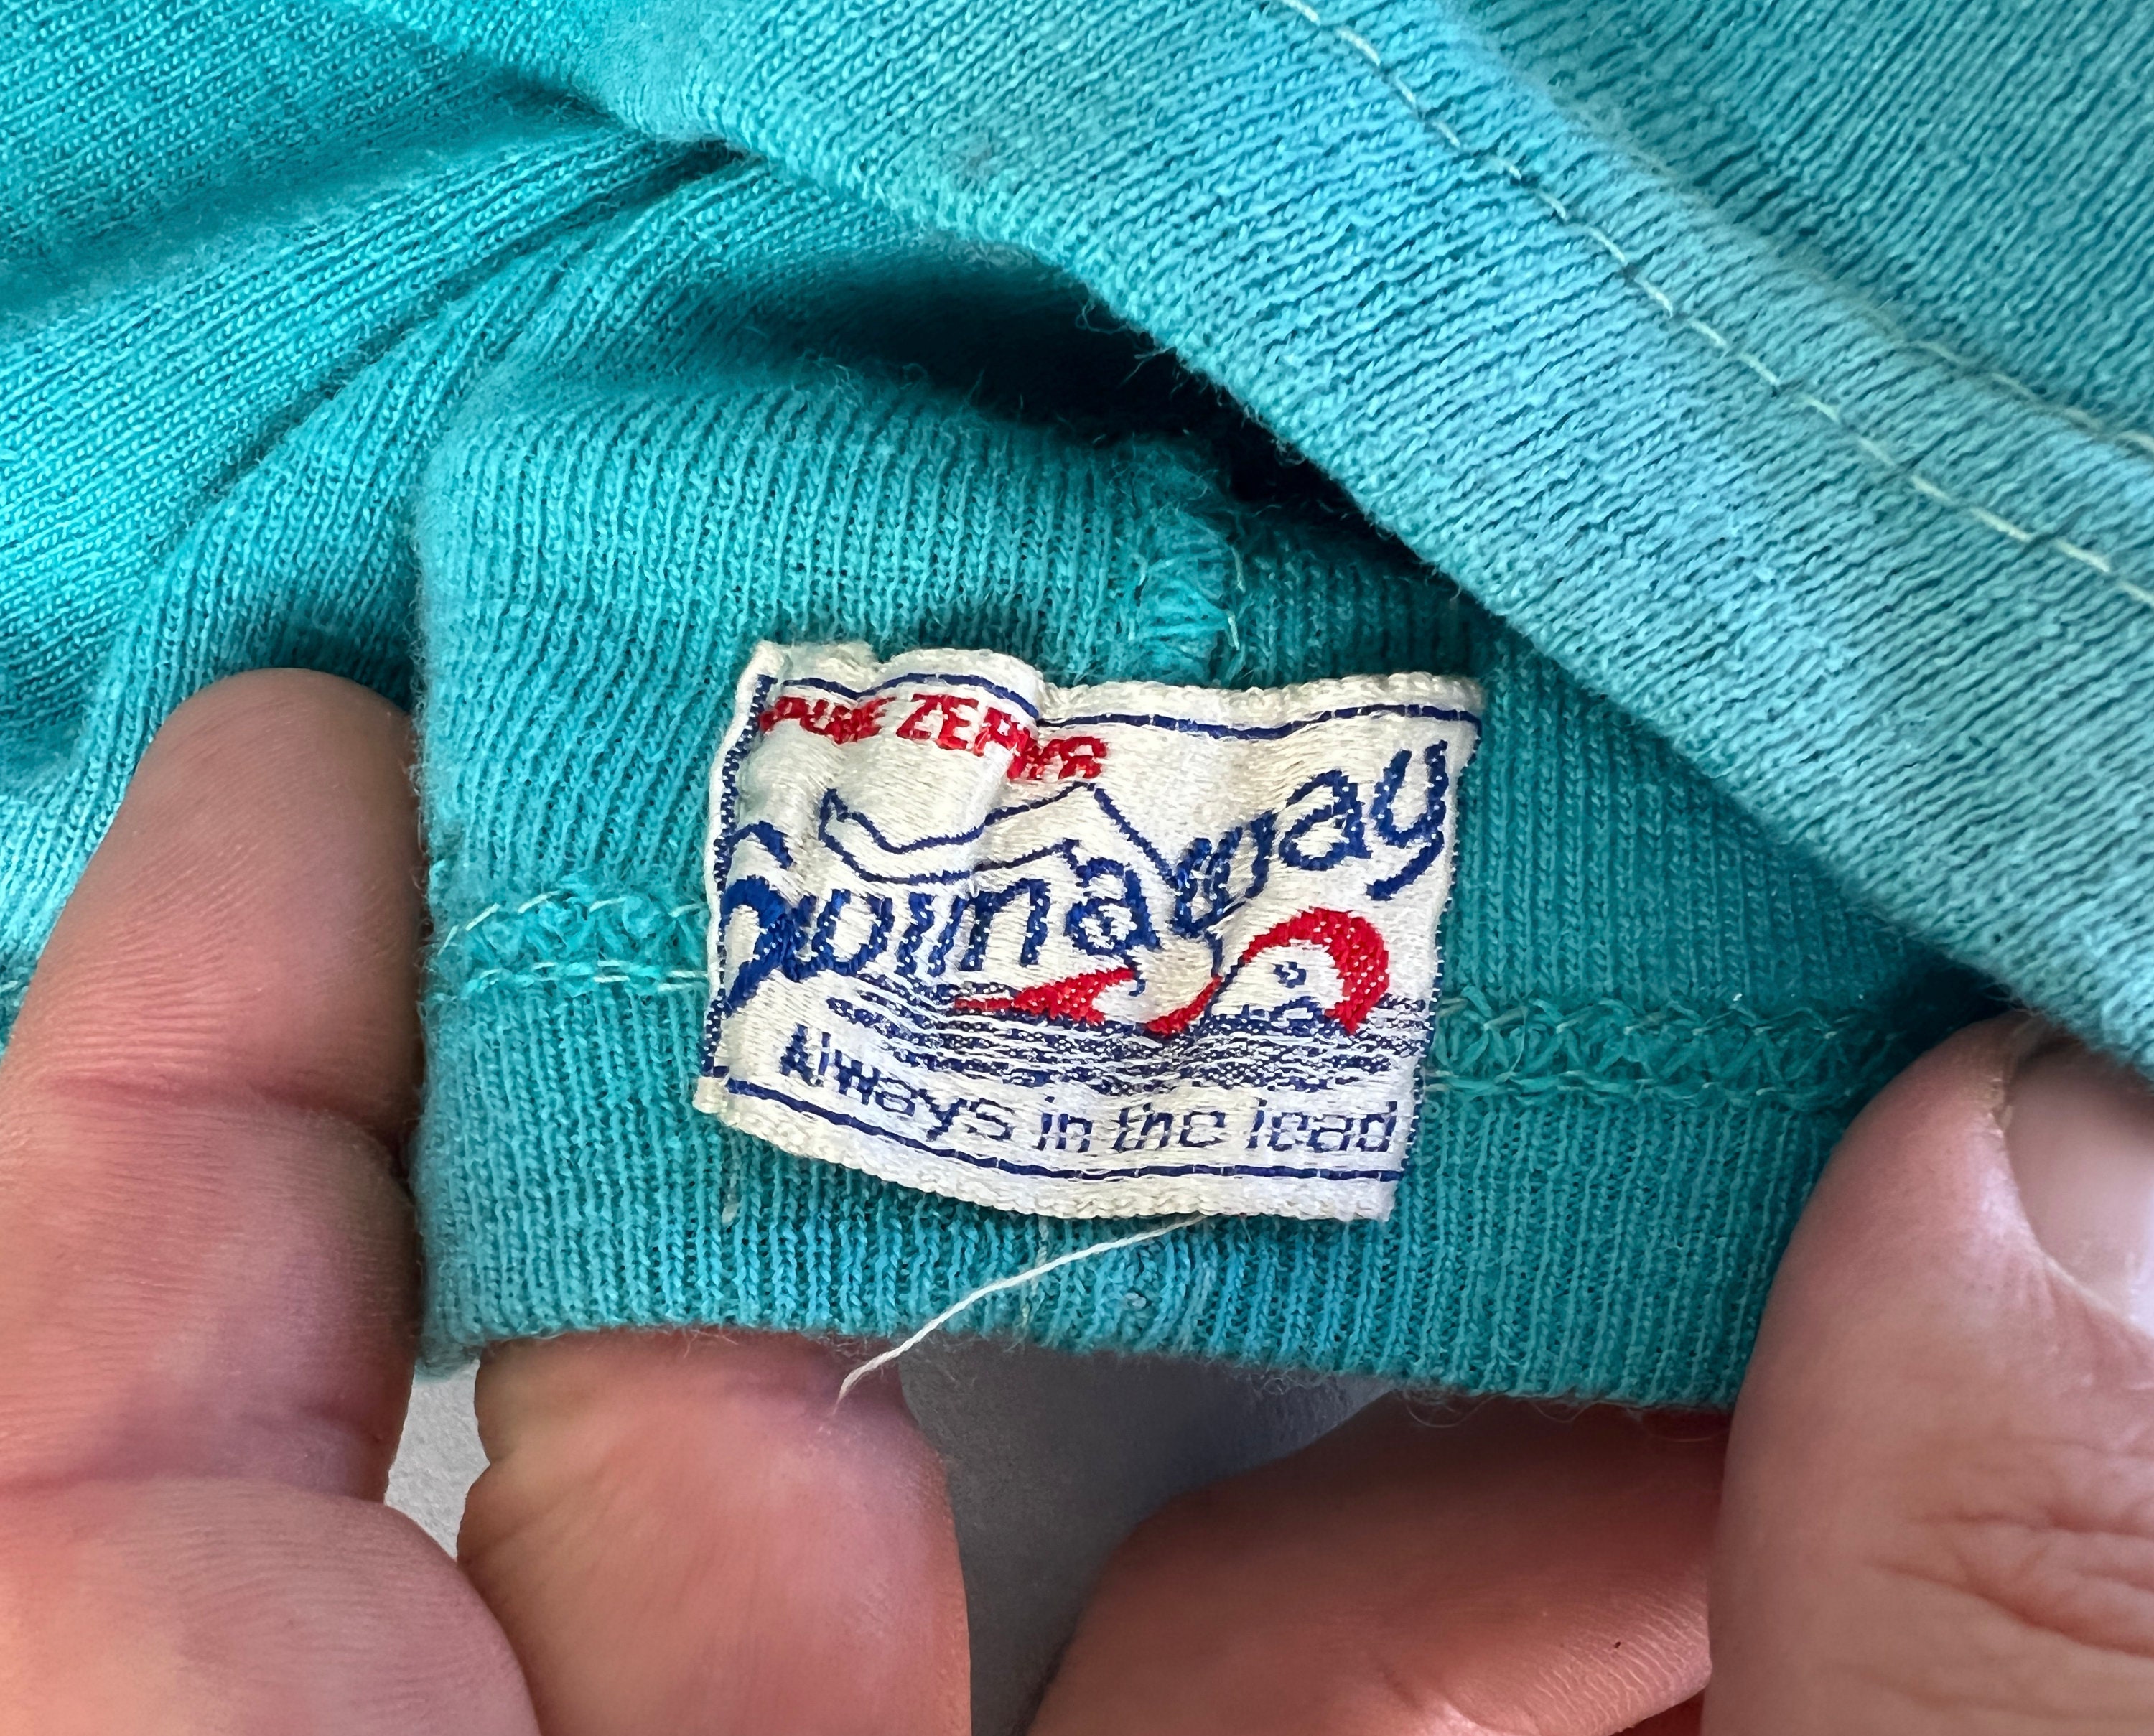 PURE ZEPHYR
Swimaway
Always in the lead